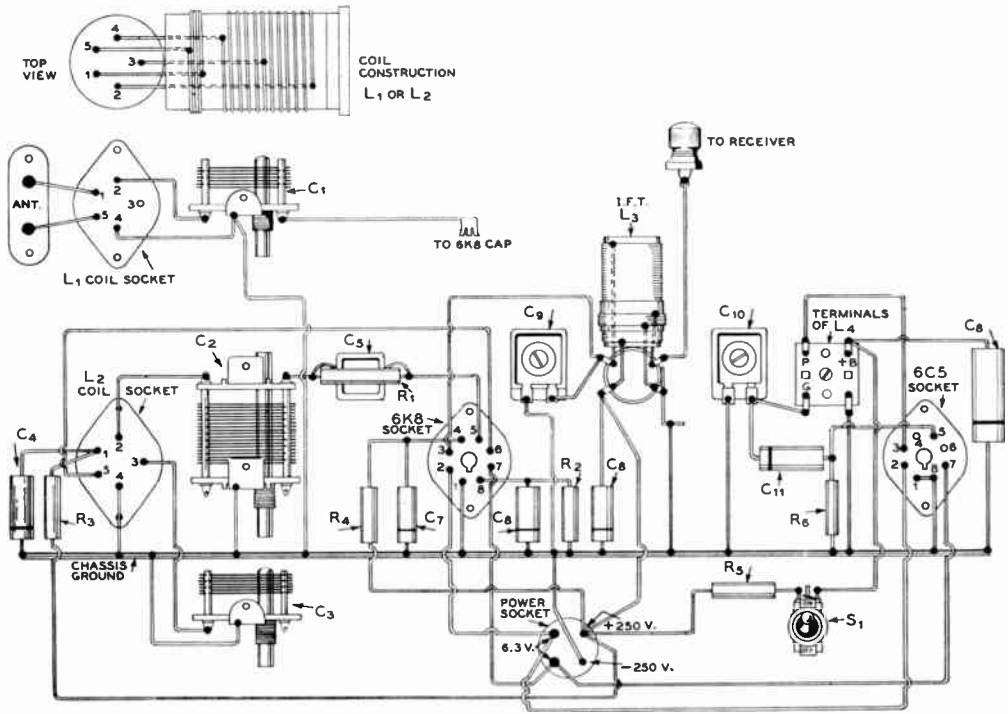 TOP VIEW
4
5
3
1
2
COIL CONSTRUCTION
L1 OR L2
ANT.
1
5
2
3
4
L1 COIL SOCKET
C1
TO 6K8 CAP
TO RECEIVER
I.F.T.
L3
C2
C5
R1
C9
C10
TERMINALS OF L4
P
+B
G
C8
L2 SOCKET
1
5
2
4
3
C4
R3
6K8 SOCKET
3
4
5
6
2
1
8
7
R4
C7
C8
R2
C8
C11
R6
6C5 SOCKET
3
4
5
6
2
1
8
7
CHASSIS GROUND
C3
POWER SOCKET
+250 V.
6.3 V.
-250 V.
R5
S1
OFF